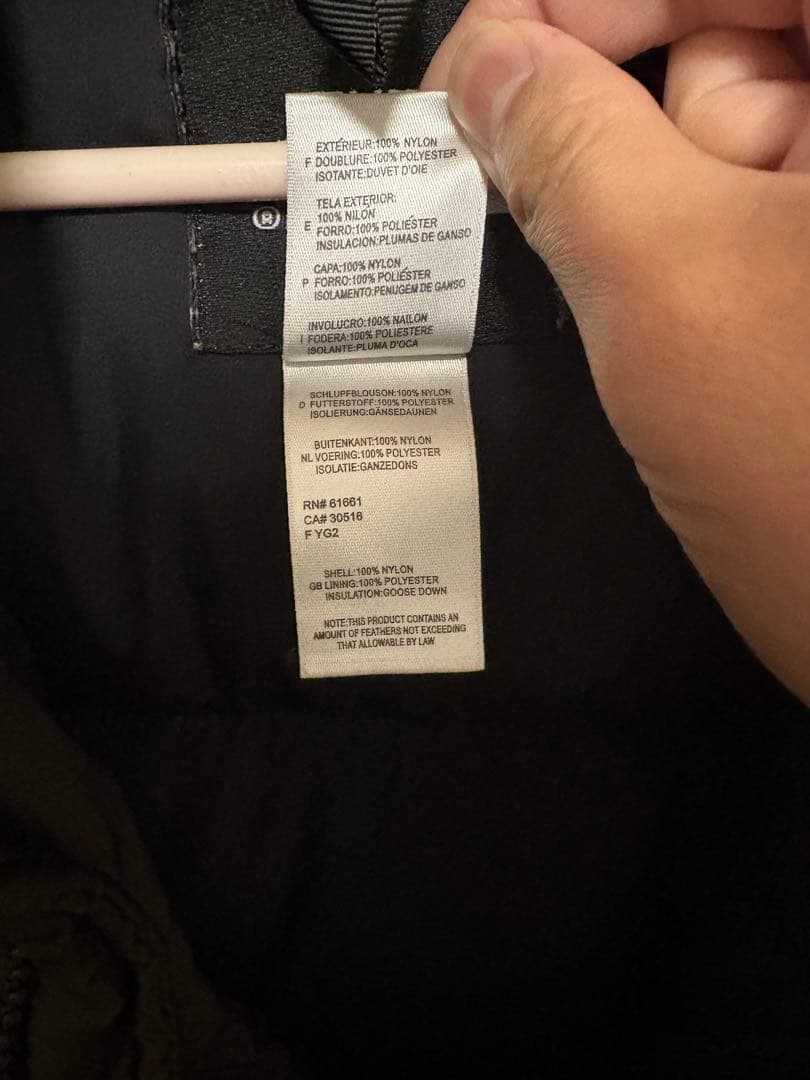 EXTÉRIEUR:100% NYLON
F DOUBLURE:100% POLYESTER
ISOTANTE:DUVET D'OIE
TELA EXTERIOR:
100% NILÓN
E FORRO:100% POLIÉSTER
INSULACION:PLUMAS DE GANSO
CAPA:100% NYLON
P FORRO:100% POLIÉSTER
ISOLAMENTO:PENUGEM DE GANSO
INVOLUCRO:100% NAILON
I FODERA:100% POLIESTERE
ISOLANTE:PLUMA D'OCA
SCHLUPFBLOUSON:100% NYLON
D FUTTERSTOFF:100% POLYESTER
ISOLIERUNG:GÄNSEDAUNEN
BUITENKANT:100% NYLON
NL VOERING:100% POLYESTER
ISOLATIE:GANZEDONS
RN# 61661
CA# 30516
F YG2
SHELL:100% NYLON
GB LINING:100% POLYESTER
INSULATION:GOOSE DOWN
NOTE:THIS PRODUCT CONTAINS AN
AMOUNT OF FEATHERS NOT EXCEEDING
THAT ALLOWABLE BY LAW
®